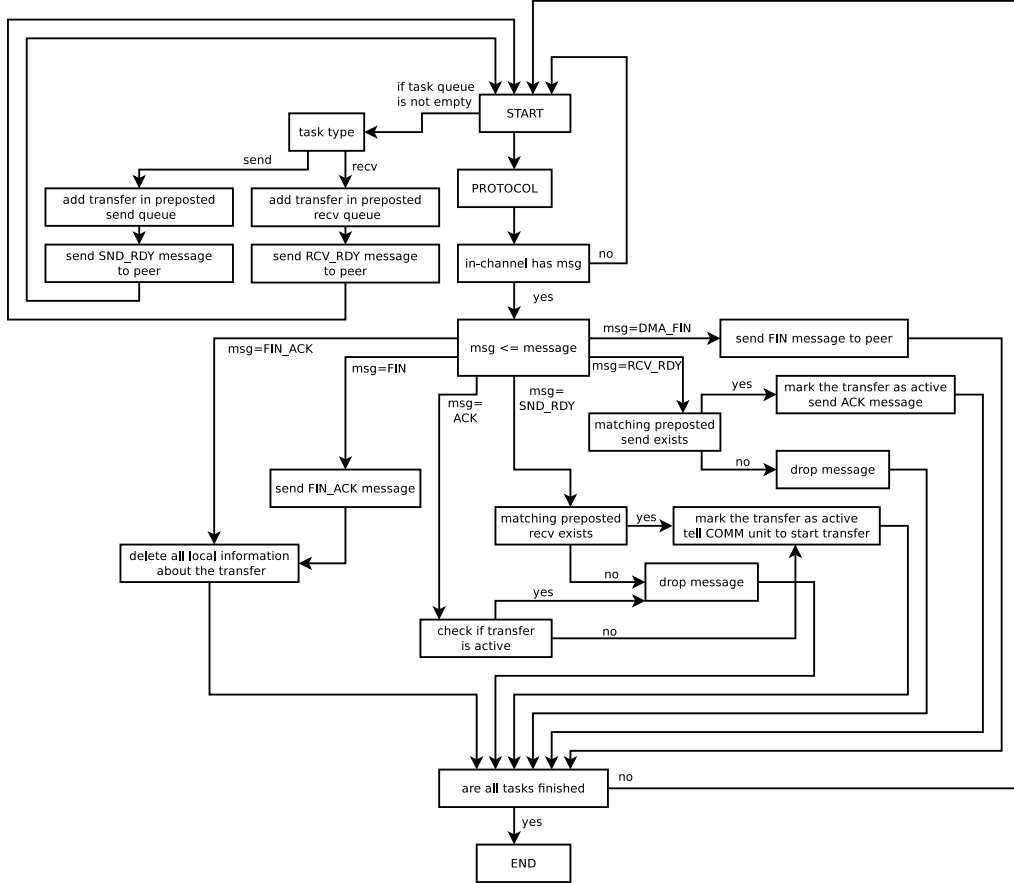 if task queue
is not empty
START
task type
send
recv
PROTOCOL
add transfer in preposted
send queue
add transfer in preposted
recv queue
send SND_RDY message
to peer
send RCV_RDY message
to peer
in-channel has msg
no
yes
msg <= message
msg=DMA_FIN
send FIN message to peer
msg=FIN_ACK
msg=FIN
msg=RCV_RDY
msg=
ACK
msg=
SND_RDY
yes
mark the transfer as active
send ACK message
matching preposted
send exists
no
drop message
send FIN_ACK message
matching preposted
recv exists
yes
mark the transfer as active
tell COMM unit to start transfer
delete all local information
about the transfer
no
drop message
yes
check if transfer
is active
no
are all tasks finished
no
yes
END